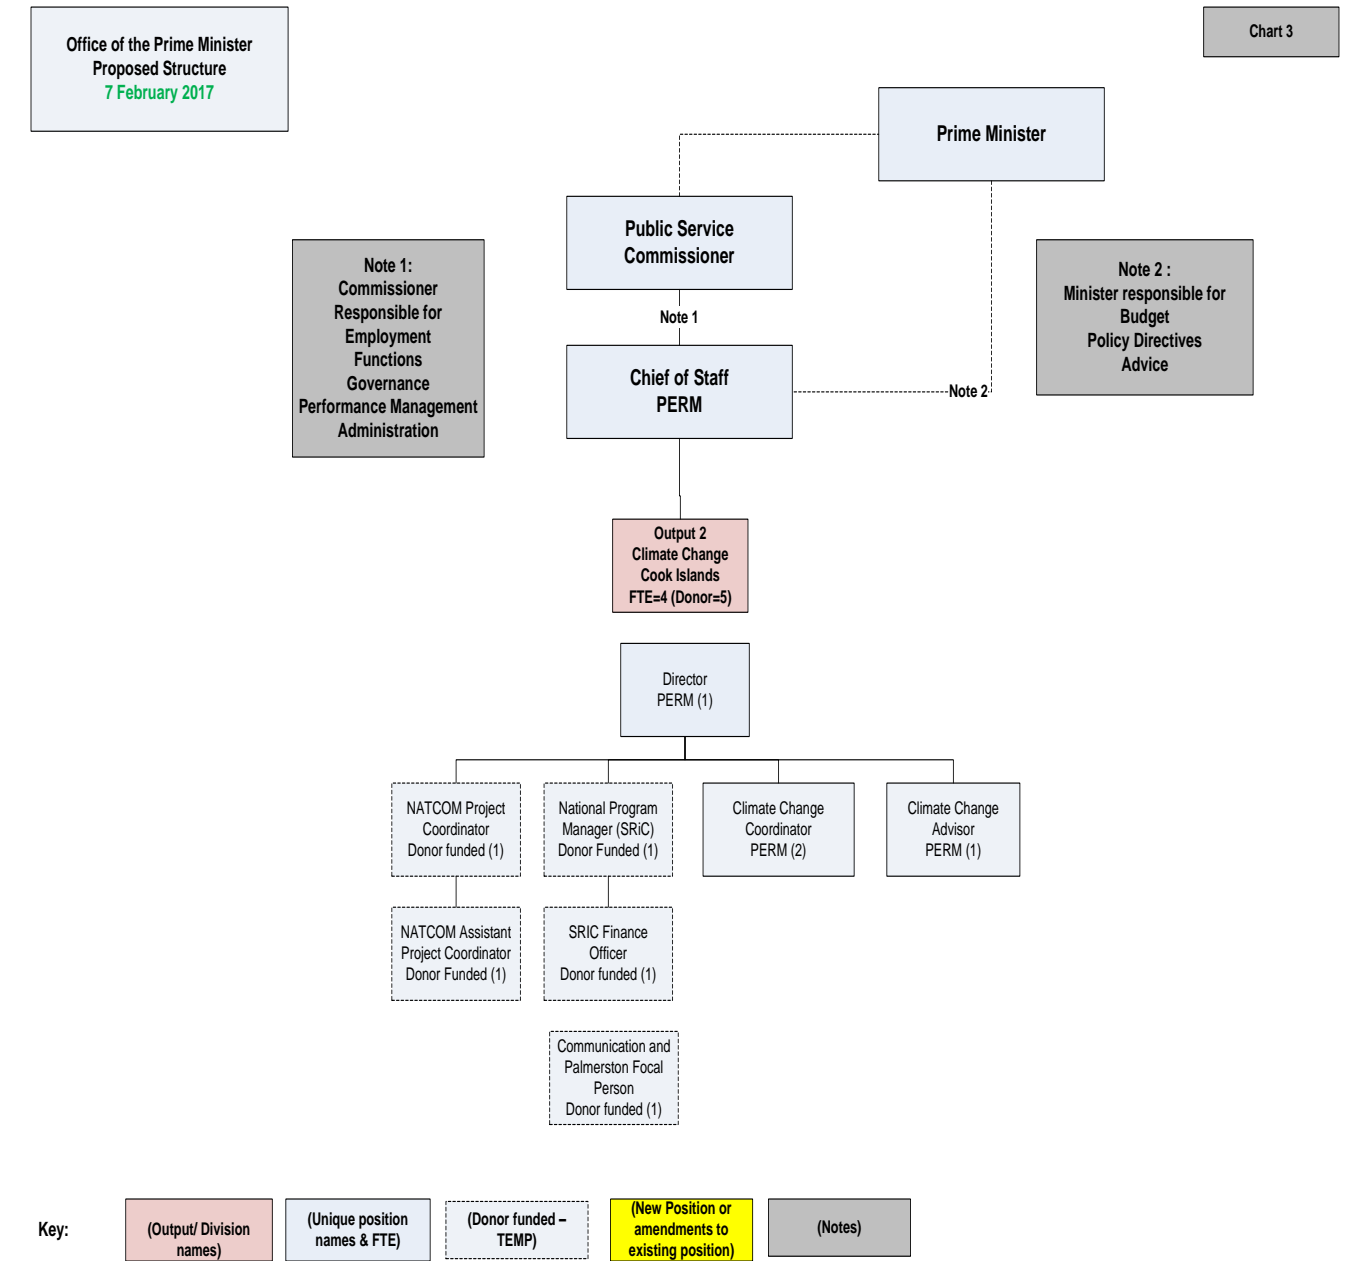 Office of the Prime Minister
Proposed Structure
7 February 2017
Chart 3
Prime Minister
Public Service
Commissioner
Note 1:
Commissioner
Responsible for
Employment
Functions
Governance
Performance Management
Administration
Note 1
Note 2 :
Minister responsible for
Budget
Policy Directives
Advice
Chief of Staff
PERM
Note 2
Output 2
Climate Change
Cook Islands
FTE=4 (Donor=5)
Director
PERM (1)
NATCOM Project
Coordinator
Donor funded (1)
National Program
Manager (SRiC)
Donor Funded (1)
Climate Change
Coordinator
PERM (2)
Climate Change
Advisor
PERM (1)
NATCOM Assistant
Project Coordinator
Donor Funded (1)
SRIC Finance
Officer
Donor funded (1)
Communication and
Palmerston Focal
Person
Donor funded (1)
Key:
(Output/ Division
names)
(Unique position
names & FTE)
(Donor funded –
TEMP)
(New Position or
amendments to
existing position)
(Notes)